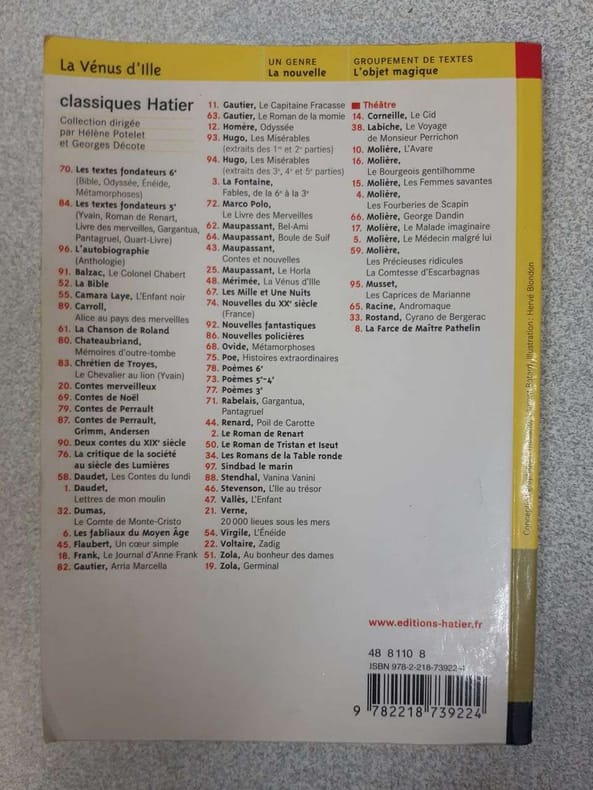 La Vénus d'Ille
UN GENRE
La nouvelle
GROUPEMENT DE TEXTES
L'objet magique
classiques Hatier
Collection dirigée
par Hélène Potelet
et Georges Décote
70. Les textes fondateurs 6e
(Bible, Odyssée, Énéide,
Métamorphoses)
84. Les textes fondateurs 5e
(Yvain, Roman de Renart,
Livre des merveilles, Gargantua,
Pantagruel, Quart-Livre)
96. L'autobiographie
(Anthologie)
91. Balzac, Le Colonel Chabert
52. La Bible
55. Camara Laye, L'Enfant noir
89. Carroll,
Alice au pays des merveilles
61. La Chanson de Roland
80. Chateaubriand,
Mémoires d'outre-tombe
83. Chrétien de Troyes,
Le Chevalier au lion (Yvain)
20. Contes merveilleux
69. Contes de Noël
79. Contes de Perrault
87. Contes de Perrault,
Grimm, Andersen
90. Deux contes du XIXe siècle
76. La critique de la société
au siècle des Lumières
58. Daudet, Les Contes du lundi
1. Daudet,
Lettres de mon moulin
32. Dumas,
Le Comte de Monte-Cristo
6. Les fabliaux du Moyen Âge
45. Flaubert, Un cœur simple
18. Frank, Le Journal d'Anne Frank
82. Gautier, Arria Marcella
11. Gautier, Le Capitaine Fracasse
63. Gautier, Le Roman de la momie
12. Homère, Odyssée
93. Hugo, Les Misérables
(extraits des 1re et 2e parties)
94. Hugo, Les Misérables
(extraits des 3e, 4e et 5e parties)
3. La Fontaine,
Fables, de la 6e à la 3e
72. Marco Polo,
Le Livre des Merveilles
62. Maupassant, Bel-Ami
64. Maupassant, Boule de Suif
43. Maupassant,
Contes et nouvelles
25. Maupassant, Le Horla
48. Mérimée, La Vénus d'Ille
67. Les Mille et Une Nuits
74. Nouvelles du XXe siècle
(France)
92. Nouvelles fantastiques
86. Nouvelles policières
68. Ovide, Métamorphoses
75. Poe, Histoires extraordinaires
78. Poèmes 6e
73. Poèmes 5e-4e
77. Poèmes 3e
71. Rabelais, Gargantua,
Pantagruel
44. Renard, Poil de Carotte
2. Le Roman de Renart
50. Le Roman de Tristan et Iseut
34. Les Romans de la Table ronde
97. Sindbad le marin
88. Stendhal, Vanina Vanini
46. Stevenson, L'Île au trésor
47. Vallès, L'Enfant
21. Verne,
20 000 lieues sous les mers
54. Virgile, L'Énéide
22. Voltaire, Zadig
51. Zola, Au bonheur des dames
19. Zola, Germinal
Théâtre
14. Corneille, Le Cid
38. Labiche, Le Voyage
de Monsieur Perrichon
10. Molière, L'Avare
16. Molière,
Le Bourgeois gentilhomme
15. Molière, Les Femmes savantes
4. Molière,
Les Fourberies de Scapin
66. Molière, George Dandin
17. Molière, Le Malade imaginaire
5. Molière, Le Médecin malgré lui
59. Molière,
Les Précieuses ridicules
La Comtesse d'Escarbagnas
95. Musset,
Les Caprices de Marianne
65. Racine, Andromaque
33. Rostand, Cyrano de Bergerac
8. La Farce de Maître Pathelin
www.editions-hatier.fr
48 8110 8
ISBN 978-2-218-73922-4
9 782218 739224
Illustration : Hervé Blondon